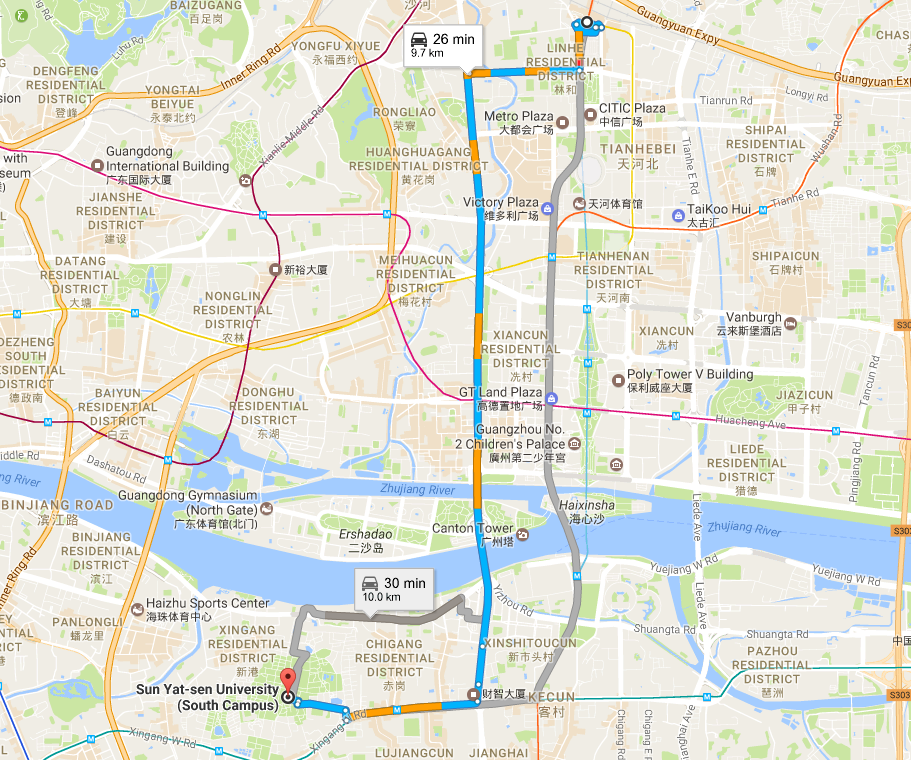 BAIZUGANG
百足岗
沙河
Guangyuan Expy
CHAS
Luhu Rd
YONGFU XIYUE
永福西约
26 min
9.7 km
LINHE
RESIDENTIAL
DISTRICT
林和
Guangyuan Expy
DENGFENG
RESIDENTIAL
DISTRICT
登峰
Inner Ring Rd
YONGTAI
BEIYUE
永泰北约
sion
RONGLIAO
荣寮
Metro Plaza
大都会广场
CITIC Plaza
中信广场
Tianrun Rd
Longyi Rd
Wushan Rd
SHIPAI
RESIDENTIAL
DISTRICT
石牌
TIANHEBEI
天河北
Tianhe E Rd
Xianlie Middle Rd
with
seum
Guangdong
International Building
广东国际大厦
HUANGHUAGANG
RESIDENTIAL
DISTRICT
黄花岗
JIANSHE
RESIDENTIAL
DISTRICT
建设
Victory Plaza
维多利广场
天河体育馆
TaiKoo Hui
太古汇
Tianhe Rd
DATANG
RESIDENTIAL
DISTRICT
大塘
新裕大厦
MEIHUACUN
RESIDENTIAL
DISTRICT
梅花村
TIANHENAN
RESIDENTIAL
DISTRICT
天河南
SHIPAICUN
石牌村
NONGLIN
RESIDENTIAL
DISTRICT
农林
Vanburgh
云来斯堡酒店
S30
DEZHENG
SOUTH
RESIDENTIAL
DISTRICT
德政南
XIANCUN
RESIDENTIAL
DISTRICT
冼村
XIANCUN
冼村
Poly Tower V Building
保利威座大厦
Tancun Rd
BAIYUN
RESIDENTIAL
DISTRICT
白云
DONGHU
RESIDENTIAL
DISTRICT
东湖
GT Land Plaza
高德置地广场
JIAZICUN
甲子村
Huacheng Ave
Guangzhou No.
2 Children's Palace
廣州第二少年宮
LIEDE
RESIDENTIAL
DISTRICT
猎德
Pingjiang Rd
iddle Rd
Dashatou Rd
ng River
Zhujiang River
Guangdong Gymnasium
(North Gate)
广东体育馆(北门)
BINJIANG ROAD
滨江路
Haixinsha
海心沙
Liede Ave
Zhujiang River
S303
Canton Tower
广州塔
Ershadao
二沙岛
BINJIANG
RESIDENTIAL
DISTRICT
滨江
Inner Ring Rd
30 min
10.0 km
Yuejiang W Rd
Yuejiang W Rd
Haizhu Sports Center
海珠体育中心
Yizhou Rd
Liede Ave
PANLONGLI
蟠龙里
XINGANG
RESIDENTIAL
DISTRICT
新港
CHIGANG
RESIDENTIAL
DISTRICT
赤岗
XINSHITOUCUN
新市头村
Shuangta Rd
Shuangta Rd
中国
PAZHOU
RESIDENTIAL
DISTRICT
琶洲
Sun Yat-sen University
(South Campus)
财智大厦
KECUN
客村
S303
Xingang W Rd
Xingang Rd
LUJIANGCUN
JIANGHAI
Chigang Rd
Chigang E Rd